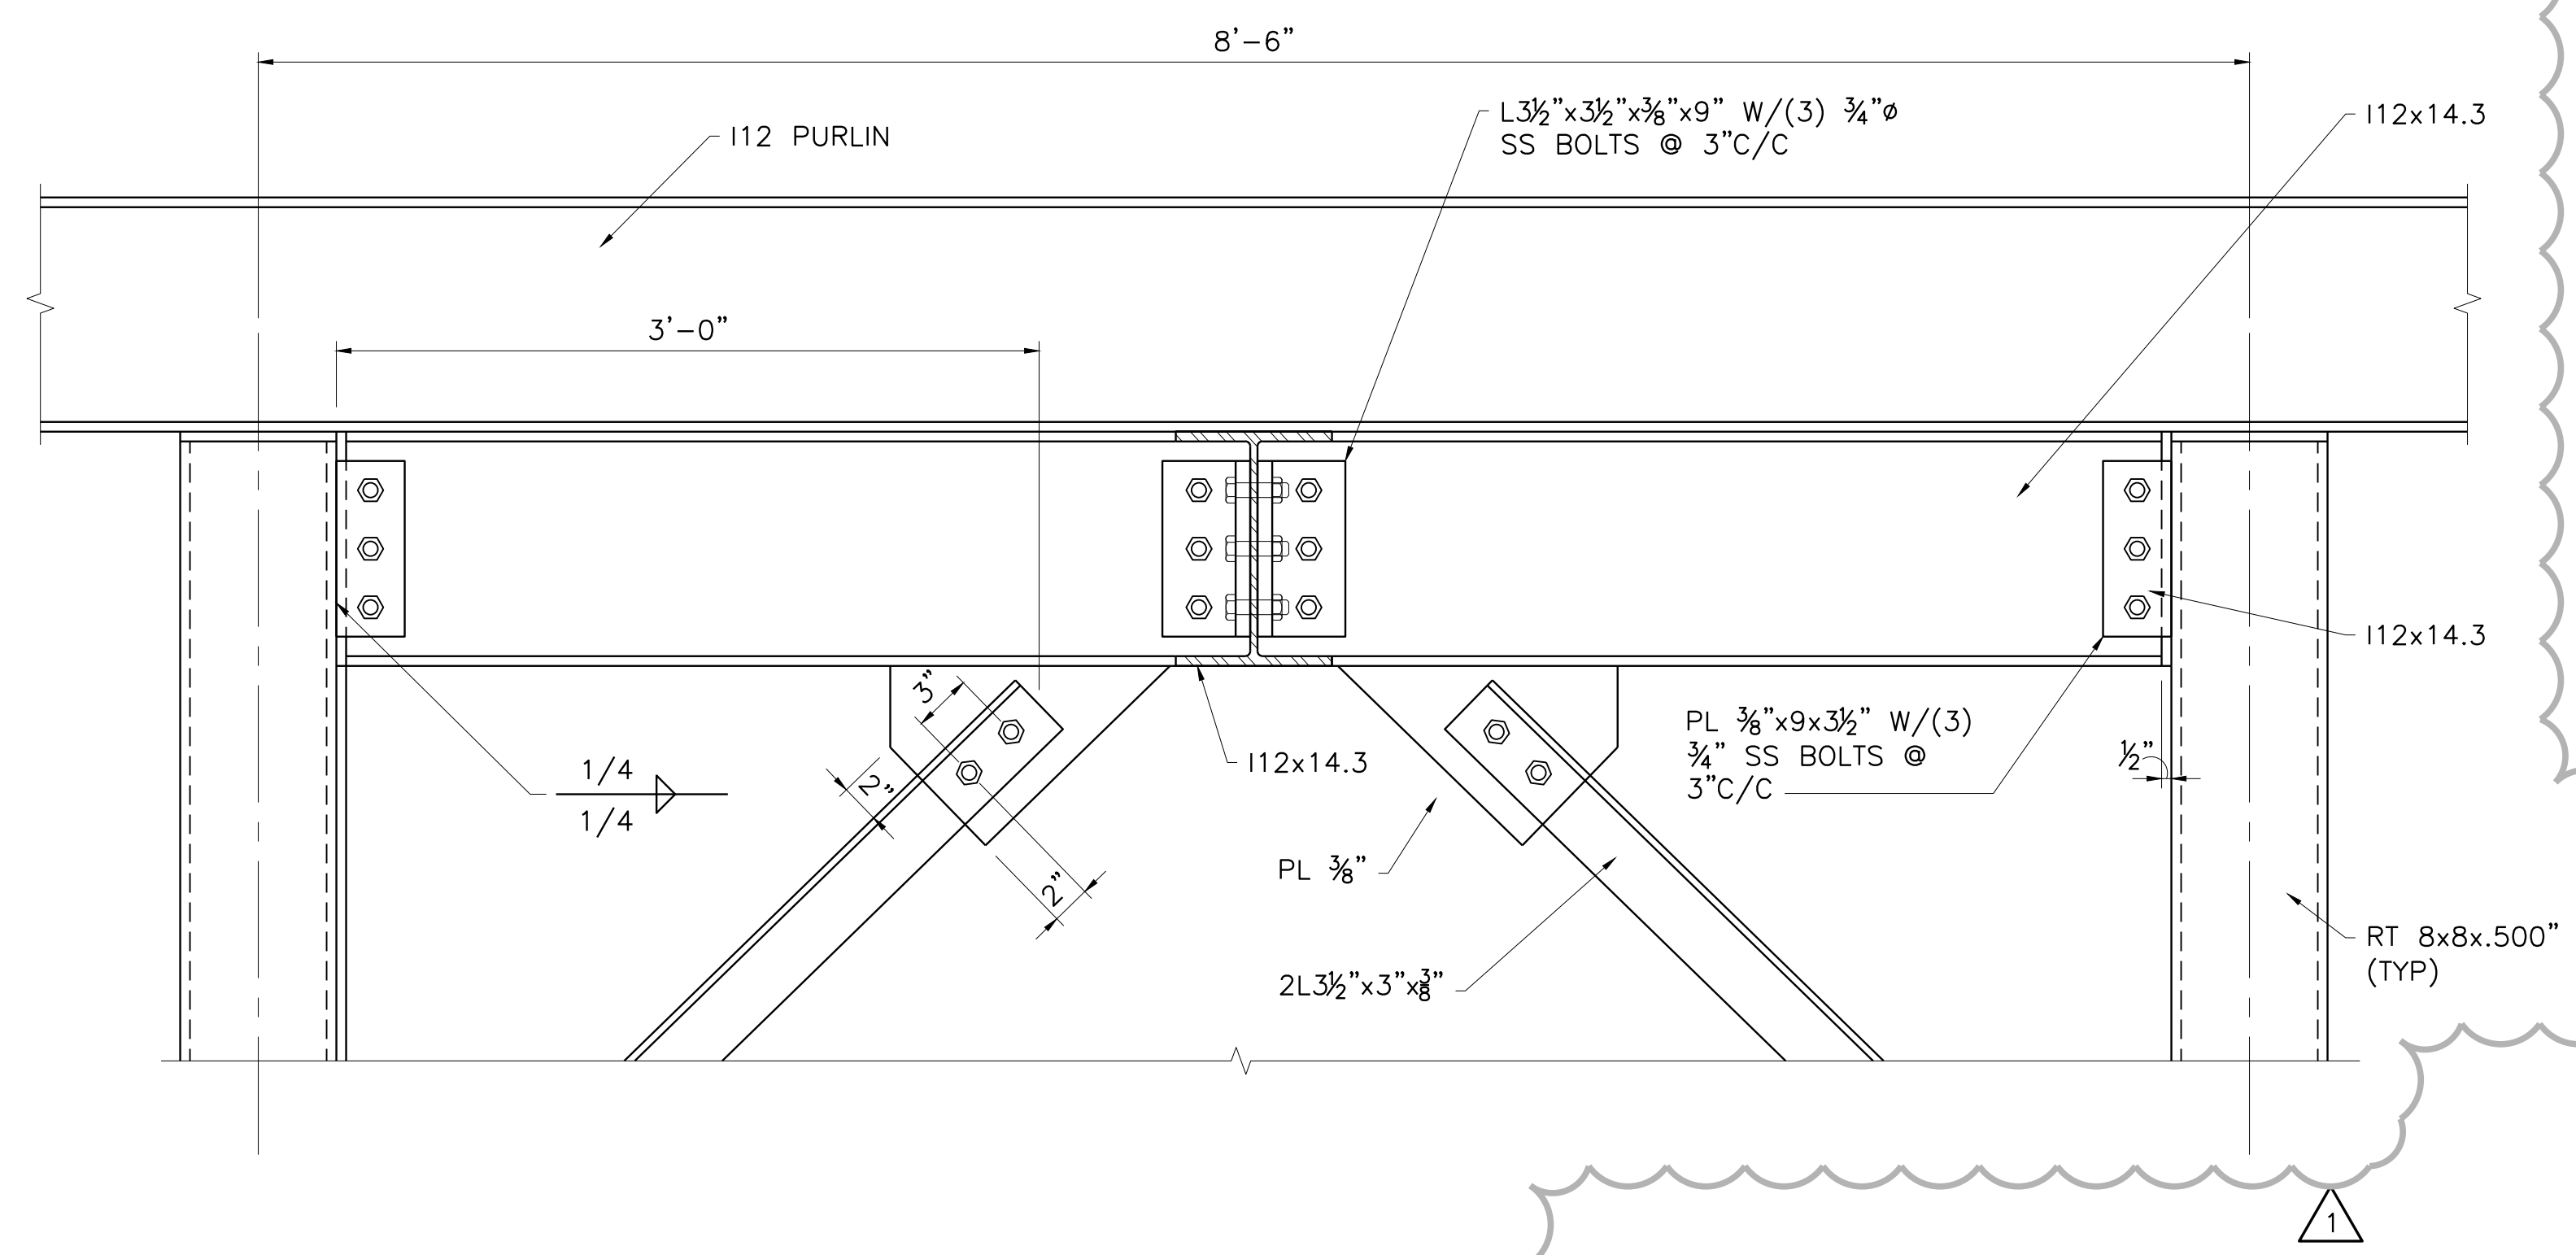 8'-6"
L3½"x3½"x⅜"x9" W/(3) ¾"ø
SS BOLTS @ 3"C/C
I12x14.3
I12 PURLIN
3'-0"
3"
2"
2"
1/4
1/4
I12x14.3
I12x14.3
PL ⅜"x9x3½" W/(3)
¾" SS BOLTS @
3"C/C
½"
PL ⅜"
2L3½"x3"x⅜"
RT 8x8x.500"
(TYP)
1